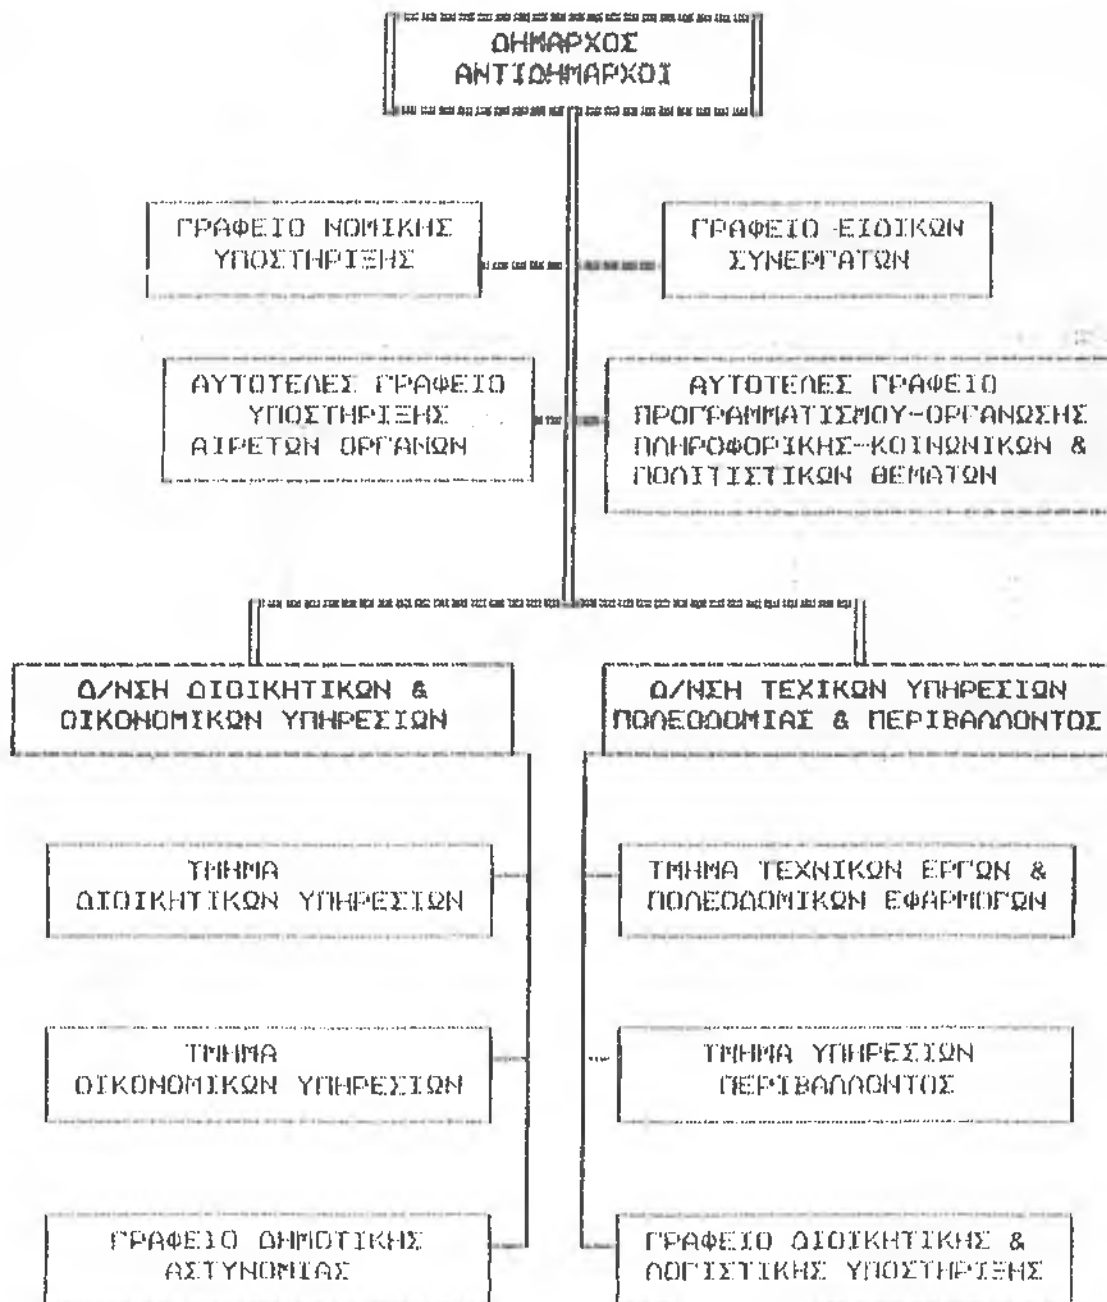 ΔΗΜΑΡΧΟΣ
ΑΝΤΙΔΗΜΑΡΧΟΙ
ΓΡΑΦΕΙΟ ΝΟΜΙΚΗΣ
ΥΠΟΣΤΗΡΙΞΗΣ
ΓΡΑΦΕΙΟ ΕΙΔΙΚΩΝ
ΣΥΝΕΡΓΑΤΩΝ
ΑΥΤΟΤΕΛΕΣ ΓΡΑΦΕΙΟ
ΥΠΟΣΤΗΡΙΞΗΣ
ΑΙΡΕΤΩΝ ΟΡΓΑΝΩΝ
ΑΥΤΟΤΕΛΕΣ ΓΡΑΦΕΙΟ
ΠΡΟΓΡΑΜΜΑΤΙΣΜΟΥ-ΟΡΓΑΝΩΣΗΣ
ΠΛΗΡΟΦΟΡΙΚΗΣ-ΚΟΙΝΩΝΙΚΩΝ &
ΠΟΛΙΤΙΣΤΙΚΩΝ ΘΕΜΑΤΩΝ
Δ/ΝΣΗ ΔΙΟΙΚΗΤΙΚΩΝ &
ΟΙΚΟΝΟΜΙΚΩΝ ΥΠΗΡΕΣΙΩΝ
Δ/ΝΣΗ ΤΕΧΙΚΩΝ ΥΠΗΡΕΣΙΩΝ
ΠΟΛΕΟΔΟΜΙΑΣ & ΠΕΡΙΒΑΛΛΟΝΤΟΣ
ΤΜΗΜΑ
ΔΙΟΙΚΗΤΙΚΩΝ ΥΠΗΡΕΣΙΩΝ
ΤΜΗΜΑ ΤΕΧΝΙΚΩΝ ΕΡΓΩΝ &
ΠΟΛΕΟΔΟΜΙΚΩΝ ΕΦΑΡΜΟΓΩΝ
ΤΜΗΜΑ
ΟΙΚΟΝΟΜΙΚΩΝ ΥΠΗΡΕΣΙΩΝ
ΤΜΗΜΑ ΥΠΗΡΕΣΙΩΝ
ΠΕΡΙΒΑΛΛΟΝΤΟΣ
ΓΡΑΦΕΙΟ ΔΗΜΟΤΙΚΗΣ
ΑΣΤΥΝΟΜΙΑΣ
ΓΡΑΦΕΙΟ ΔΙΟΙΚΗΤΙΚΗΣ &
ΛΟΓΙΣΤΙΚΗΣ ΥΠΟΣΤΗΡΙΞΗΣ